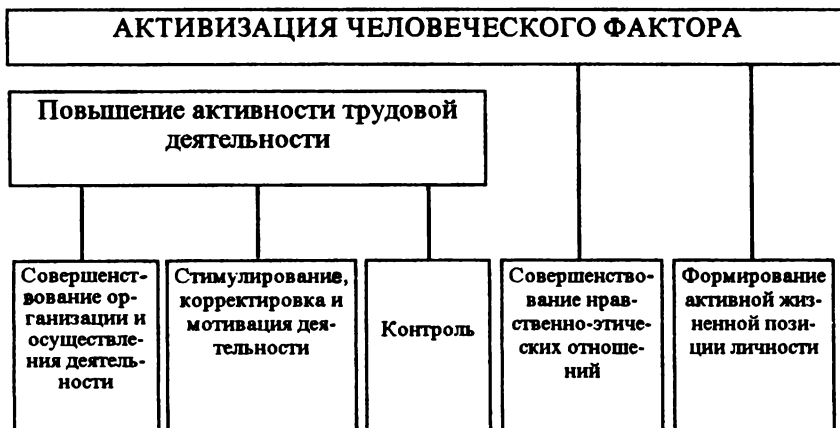 АКТИВИЗАЦИЯ ЧЕЛОВЕЧЕСКОГО ФАКТОРА
Повышение активности трудовой
деятельности
Совершенст-
вование ор-
ганизации и
осуществле-
ния деятель-
ности
Стимулирование,
корректировка и
мотивация дея-
тельности
Контроль
Совершенство-
вание нрав-
ственно-этиче-
ских отноше-
ний
Формирование
активной жиз-
ненной пози-
ции личности